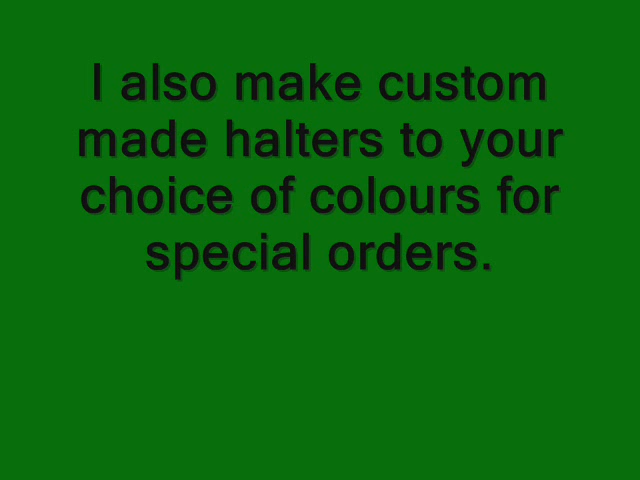 I also make custom
made halters to your
choice of colours for
special orders.